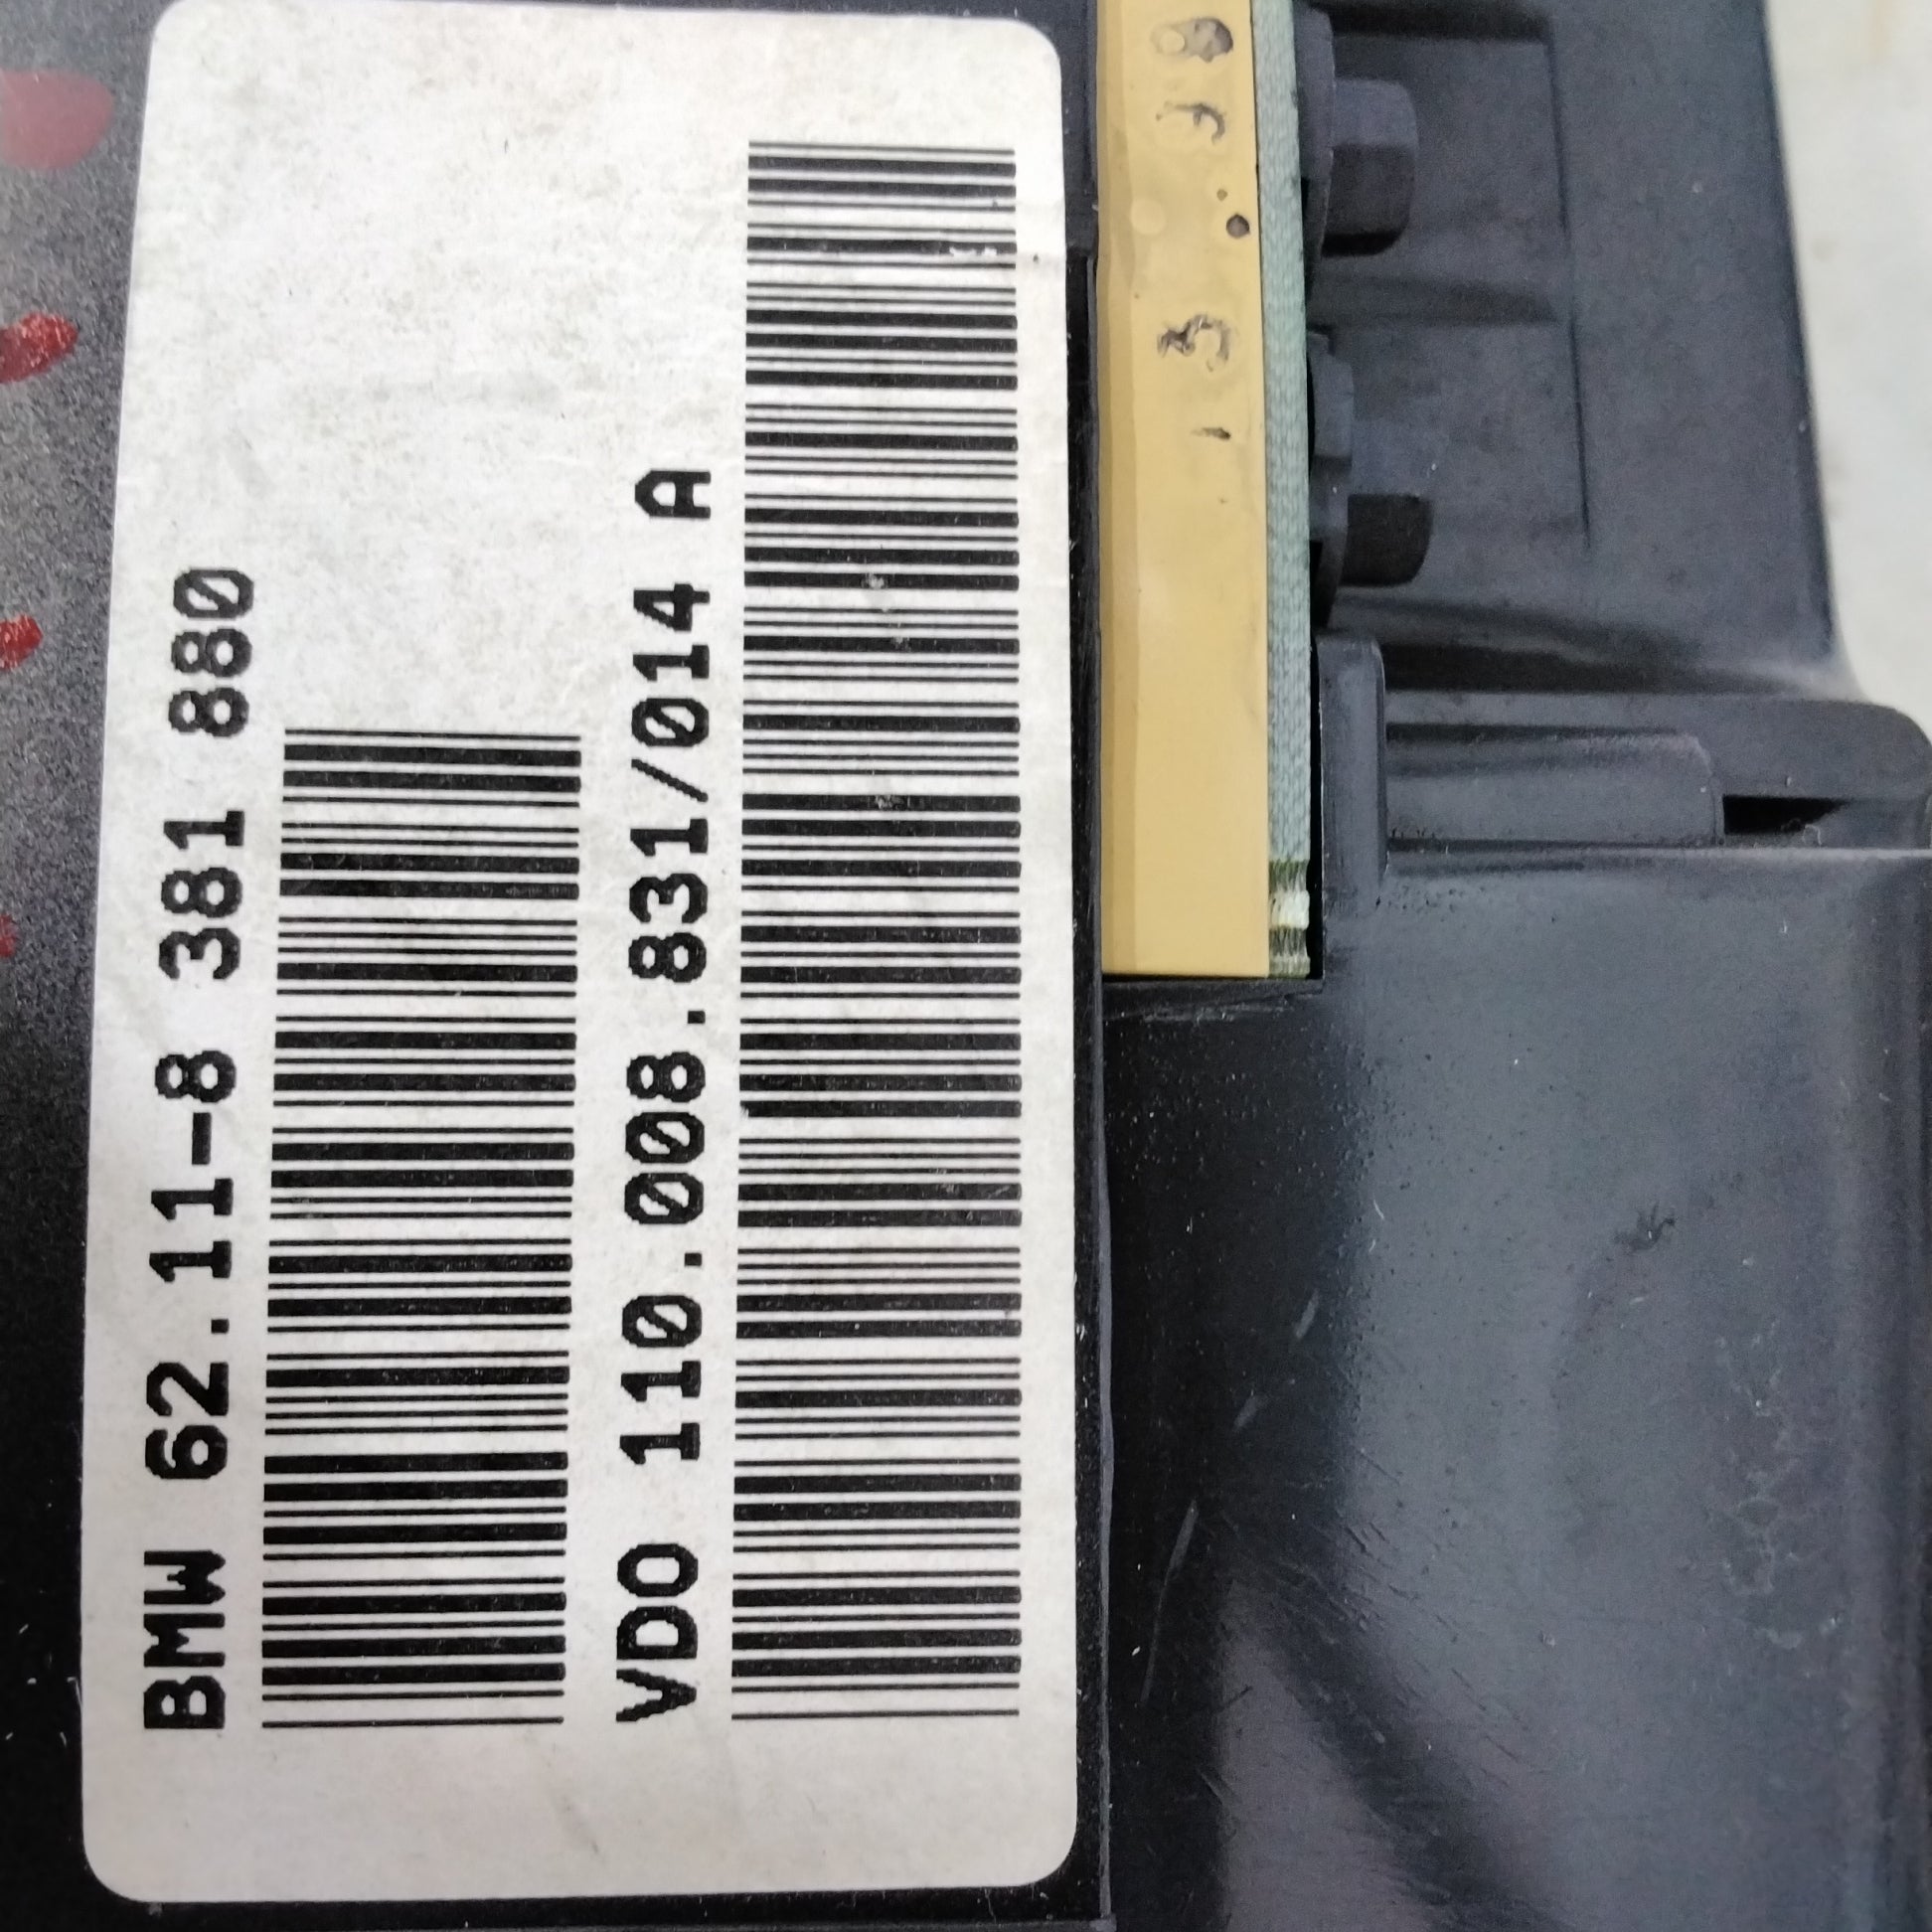 BMW 62.11-8 381 880
VDO 110.008.831/014 A